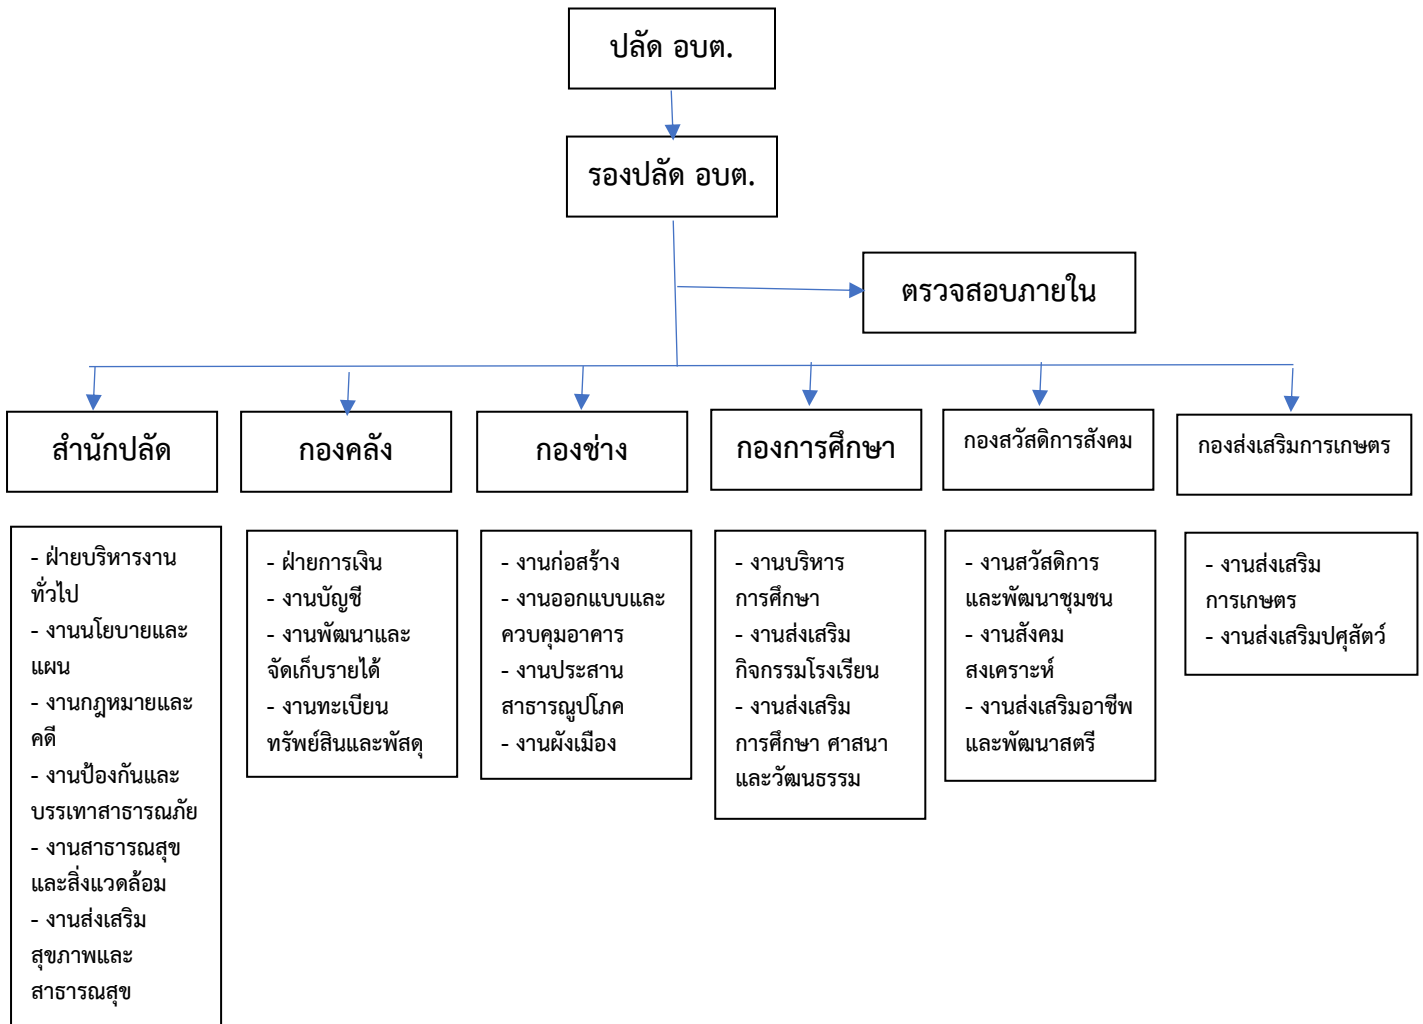 ปลัด อบต.
รองปลัด อบต.
ตรวจสอบภายใน
สำนักปลัด
กองคลัง
กองช่าง
กองการศึกษา
กองสวัสดิการสังคม
กองส่งเสริมการเกษตร
- ฝ่ายบริหารงาน
ทั่วไป
- งานนโยบายและ
แผน
- งานกฎหมายและ
คดี
- งานป้องกันและ
บรรเทาสาธารณภัย
- งานสาธารณสุข
และสิ่งแวดล้อม
- งานส่งเสริม
สุขภาพและ
สาธารณสุข
- ฝ่ายการเงิน
- งานบัญชี
- งานพัฒนาและ
จัดเก็บรายได้
- งานทะเบียน
ทรัพย์สินและพัสดุ
- งานก่อสร้าง
- งานออกแบบและ
ควบคุมอาคาร
- งานประสาน
สาธารณูปโภค
- งานผังเมือง
- งานบริหาร
การศึกษา
- งานส่งเสริม
กิจกรรมโรงเรียน
- งานส่งเสริม
การศึกษา ศาสนา
และวัฒนธรรม
- งานสวัสดิการ
และพัฒนาชุมชน
- งานสังคม
สงเคราะห์
- งานส่งเสริมอาชีพ
และพัฒนาสตรี
- งานส่งเสริม
การเกษตร
- งานส่งเสริมปศุสัตว์